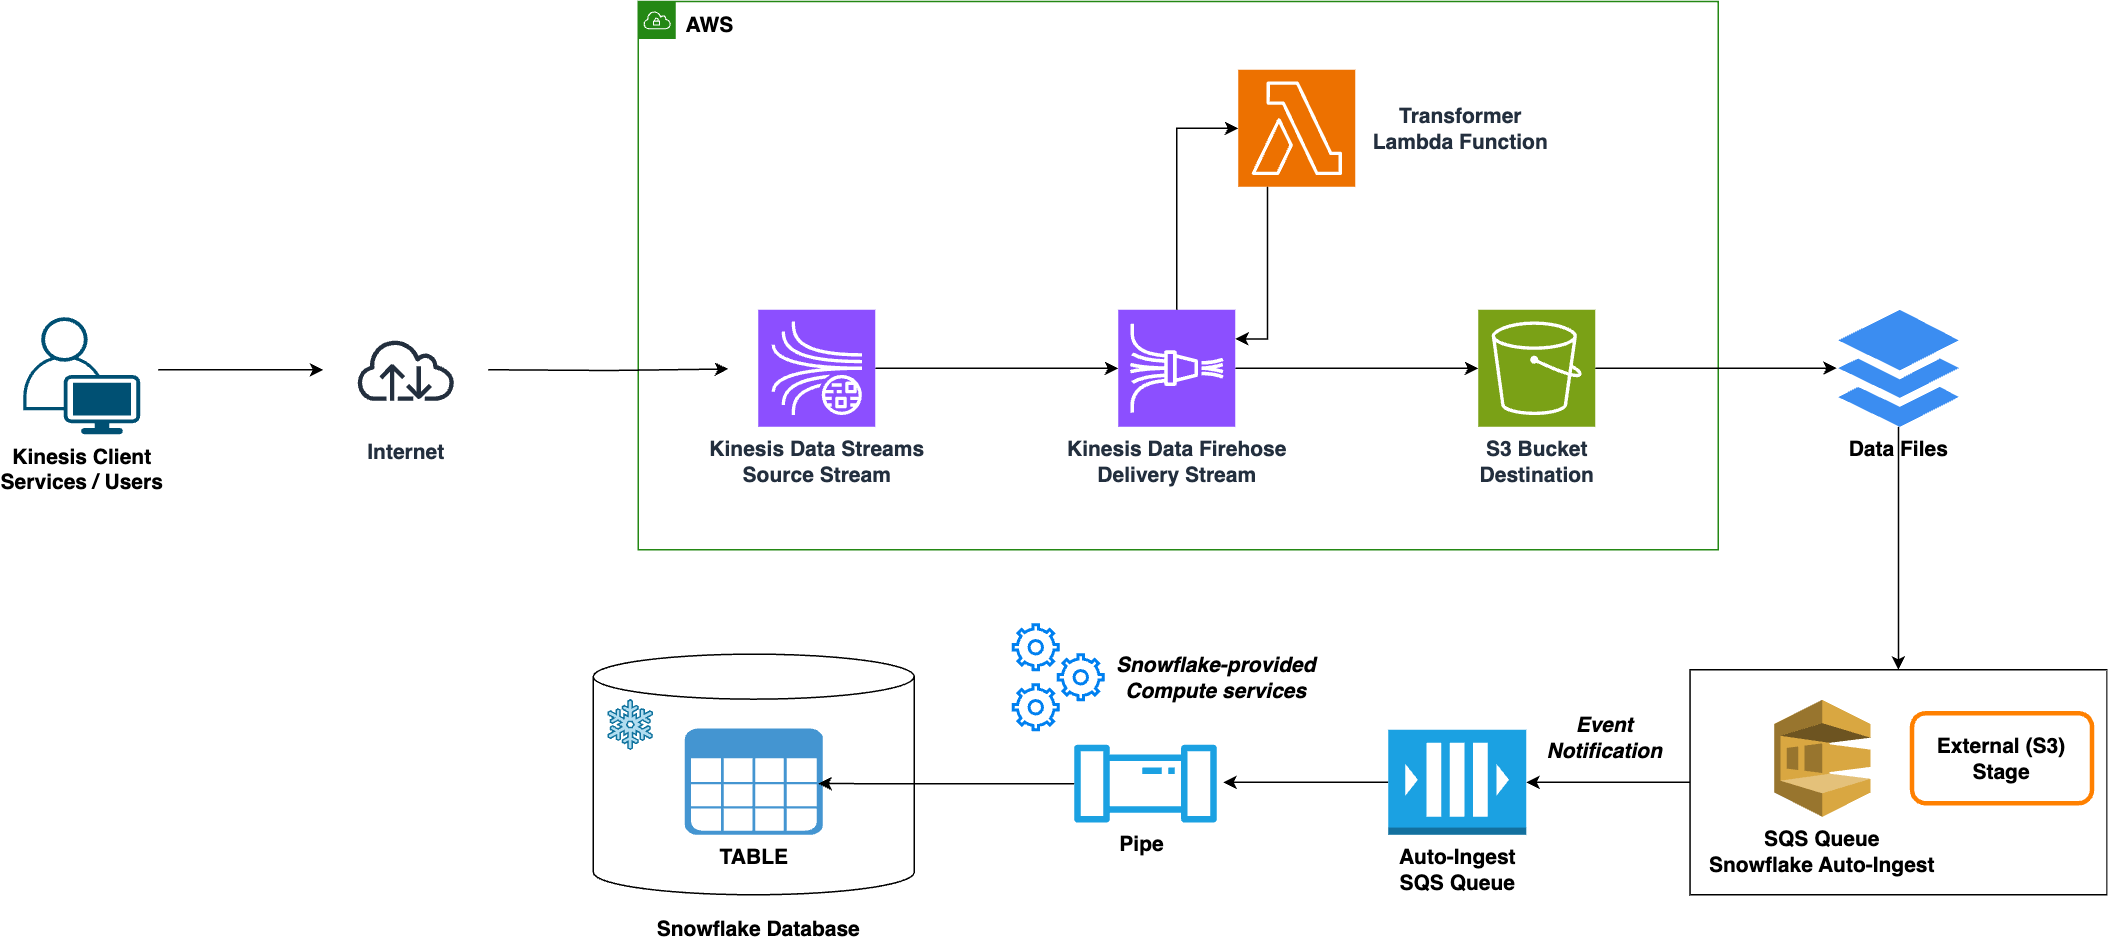 AWS
Transformer
Lambda Function
Kinesis Client
Services / Users
Internet
Kinesis Data Streams
Source Stream
Kinesis Data Firehose
Delivery Stream
S3 Bucket
Destination
Data Files
Snowflake-provided
Compute services
Event
Notification
External (S3)
Stage
SQS Queue
Snowflake Auto-Ingest
Auto-Ingest
SQS Queue
Pipe
TABLE
Snowflake Database